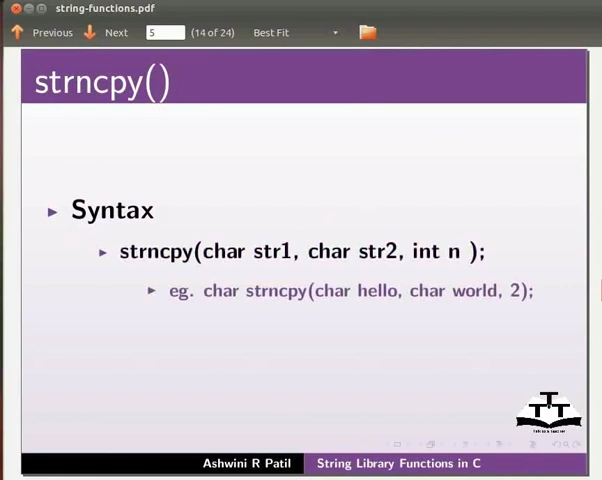 string-functions.pdf
Previous Next 5 (14 of 24) Best Fit
strncpy()
Syntax
strncpy(char str1, char str2, int n );
eg. char strncpy(char hello, char world, 2);
Ashwini R Patil String Library Functions in C